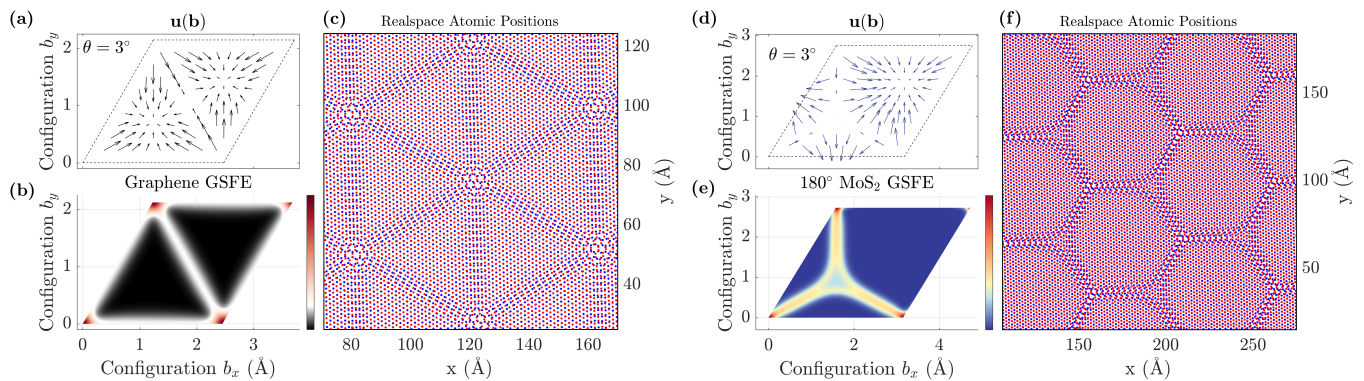 (a)
u(b)
θ = 3°
Configuration b_y
2
1
0
(b)
Graphene GSFE
Configuration b_y
2
1
0
0
1
2
3
Configuration b_x (Å)
(c)
Realspace Atomic Positions
120
100
80
60
40
y (Å)
80
100
120
140
160
x (Å)
(d)
u(b)
θ = 3°
Configuration b_y
3
2
1
0
(e)
180° MoS₂ GSFE
Configuration b_y
3
2
1
0
0
2
4
Configuration b_x (Å)
(f)
Realspace Atomic Positions
150
100
50
y (Å)
150
200
250
x (Å)